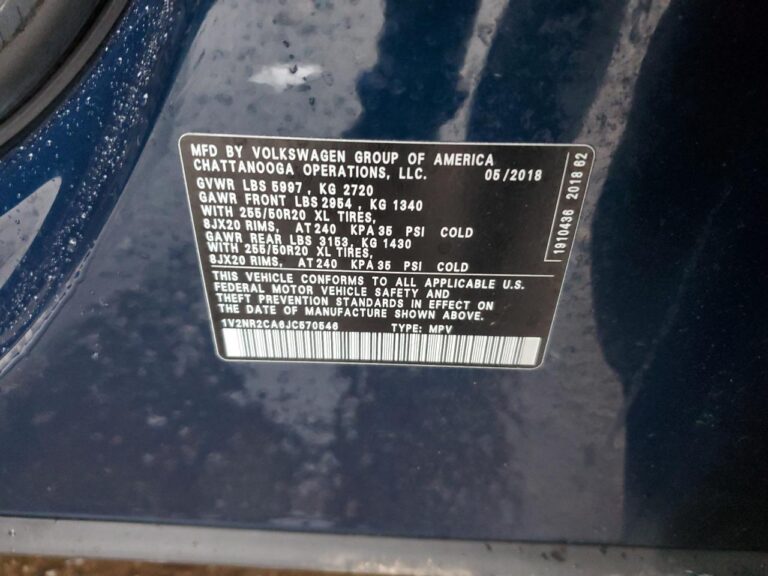 MFD BY VOLKSWAGEN GROUP OF AMERICA
CHATTANOOGA OPERATIONS, LLC. 05/2018
GVWR LBS 5997 , KG 2720
GAWR FRONT LBS 2954 , KG 1340
WITH 255/50R20 XL TIRES,
8JX20 RIMS, AT 240 KPA 35 PSI COLD
GAWR REAR LBS 3153, KG 1430
WITH 255/50R20 XL TIRES,
8JX20 RIMS, AT 240 KPA 35 PSI COLD
THIS VEHICLE CONFORMS TO ALL APPLICABLE U.S.
FEDERAL MOTOR VEHICLE SAFETY AND
THEFT PREVENTION STANDARDS IN EFFECT ON
THE DATE OF MANUFACTURE SHOWN ABOVE.
1V2NR2CA6JC570546 TYPE: MPV
1910436 2018 62